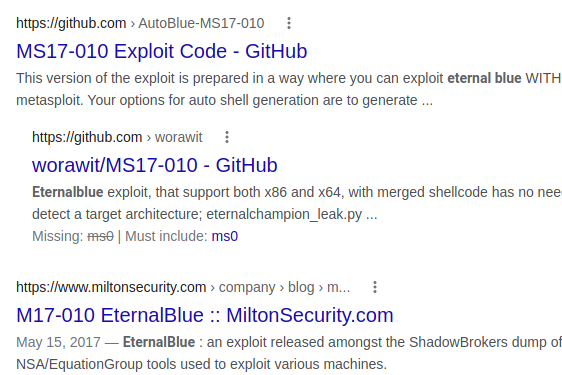 https://github.com › AutoBlue-MS17-010
MS17-010 Exploit Code - GitHub
This version of the exploit is prepared in a way where you can exploit eternal blue WITH
metasploit. Your options for auto shell generation are to generate ...
https://github.com › worawit
worawit/MS17-010 - GitHub
Eternalblue exploit, that support both x86 and x64, with merged shellcode has no nee
detect a target architecture; eternalchampion_leak.py ...
Missing: ms0 | Must include: ms0
https://www.miltonsecurity.com › company › blog › m...
M17-010 EternalBlue :: MiltonSecurity.com
May 15, 2017 — EternalBlue : an exploit released amongst the ShadowBrokers dump of
NSA/EquationGroup tools used to exploit various machines.